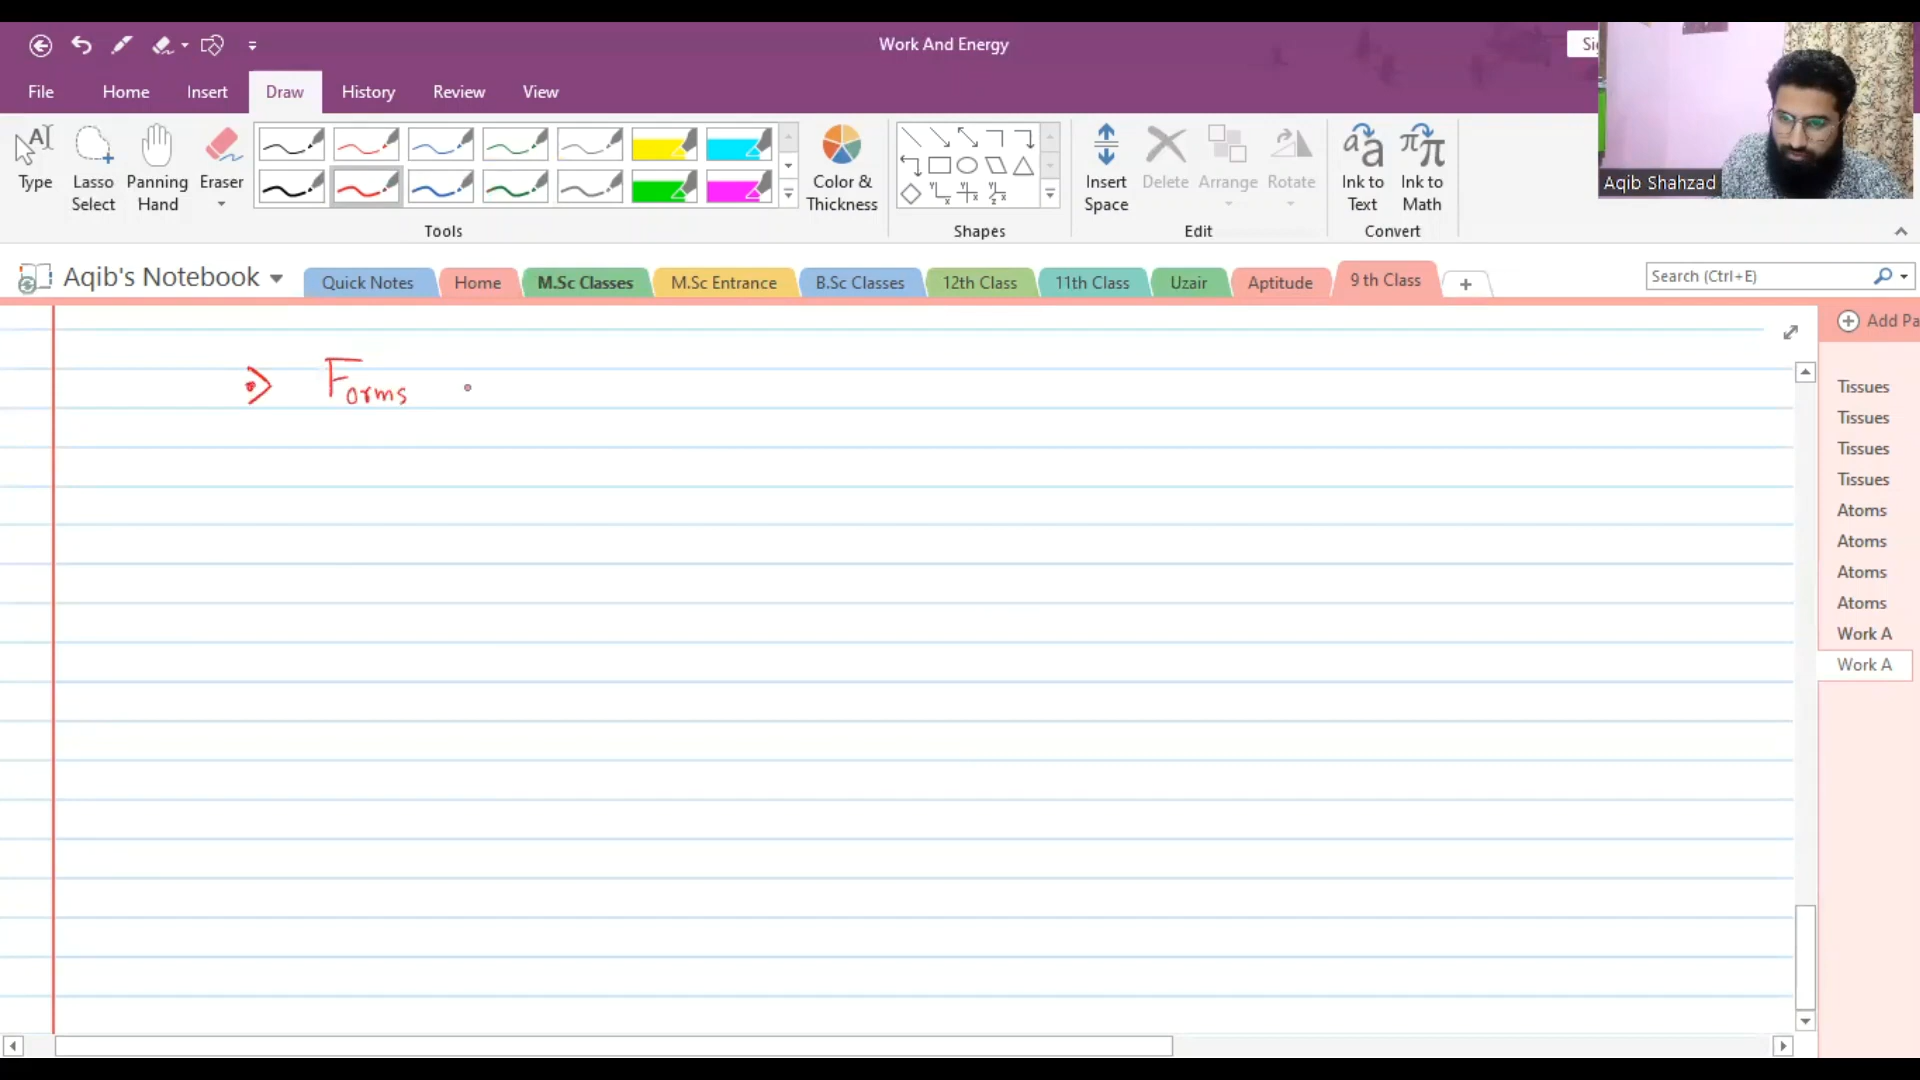 Work And Energy
File Home Insert Draw History Review View
Type Lasso Select Panning Hand Eraser Color & Thickness Insert Space Delete Arrange Rotate Ink to Text Ink to Math
Tools Shapes Edit Convert
Aqib Shahzad
Aqib's Notebook Quick Notes Home M.Sc Classes M.Sc Entrance B.Sc Classes 12th Class 11th Class Uzair Aptitude 9 th Class Search (Ctrl+E)
Add Pa
Forms
Tissues
Tissues
Tissues
Tissues
Atoms
Atoms
Atoms
Atoms
Work A
Work A